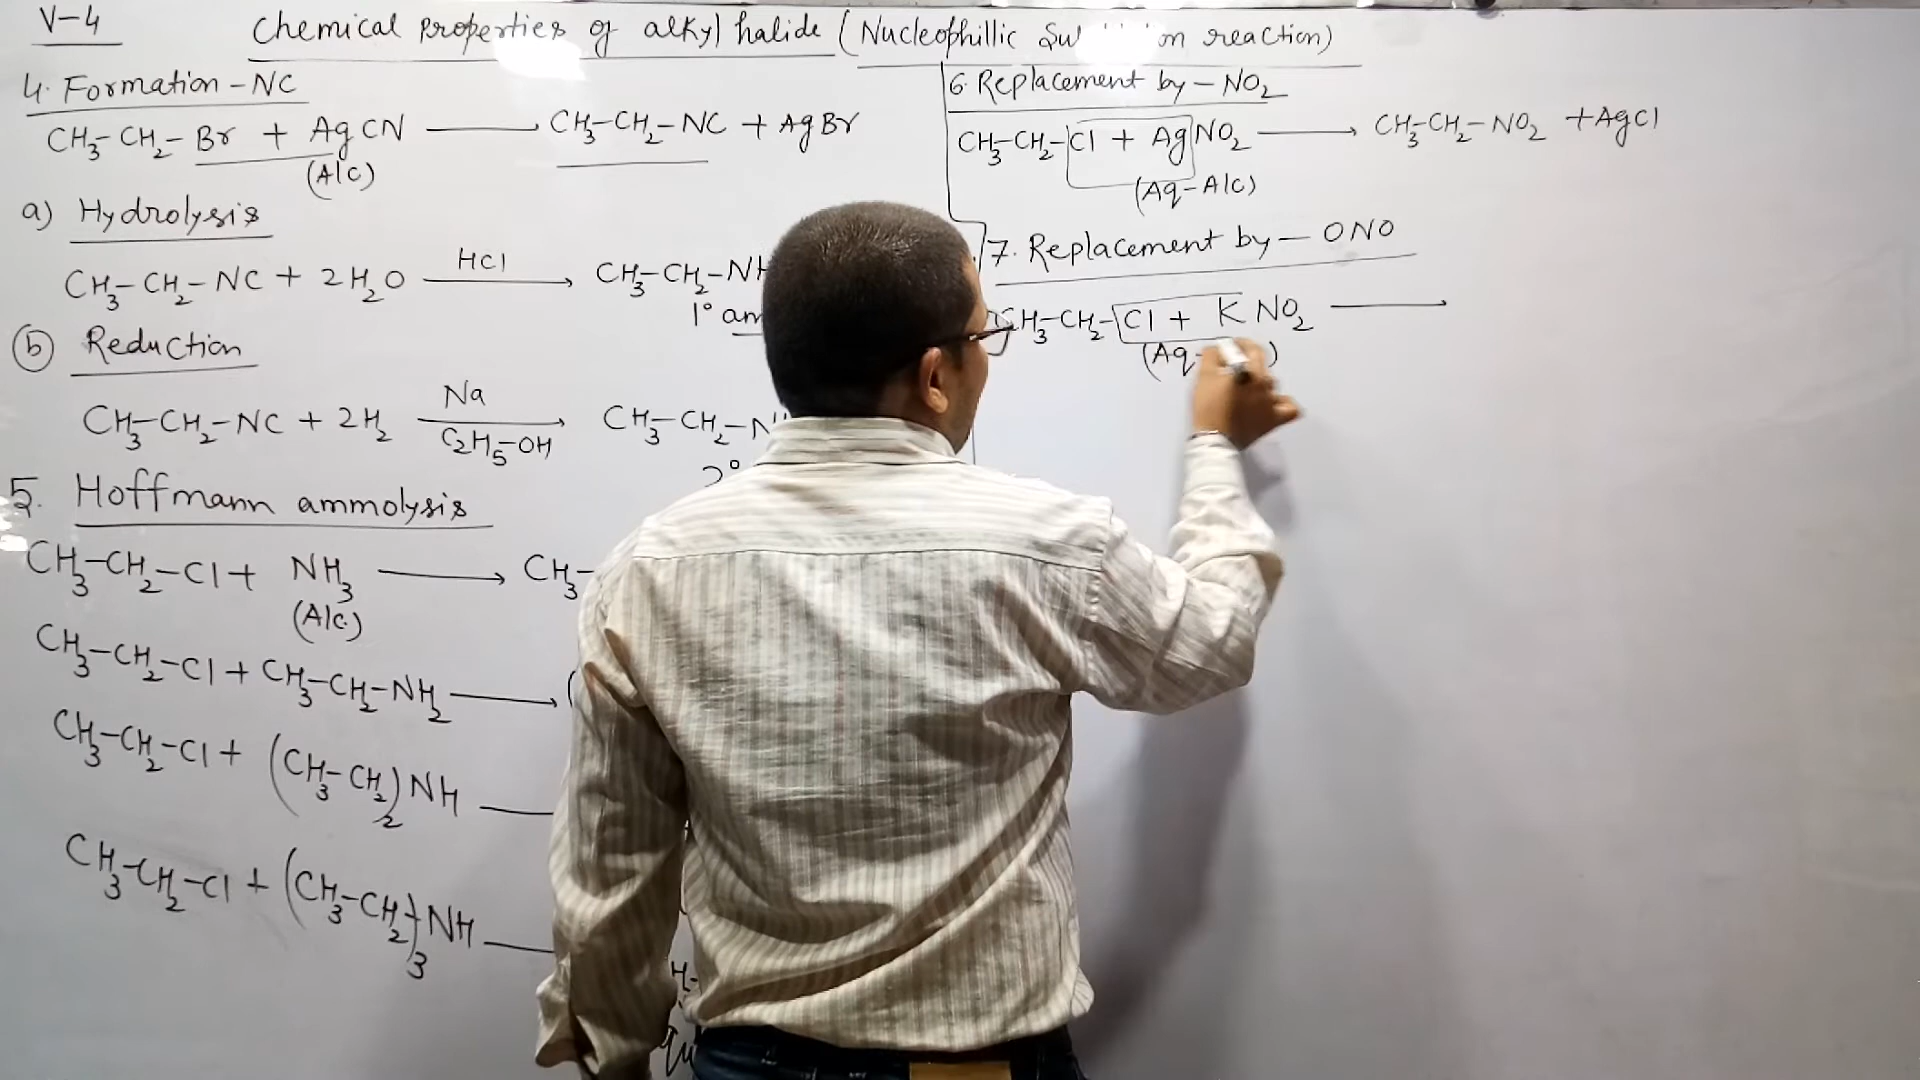 V-4
Chemical Properties of alkyl halide (Nucleophillic on reaction)
4. Formation - NC
CH3-CH2-Br + AgCN ⟶ CH3-CH2-NC + AgBr
(Alc)
a) Hydrolysis
CH3-CH2-NC + 2H2O ⟶ CH3-CH2-NH
HCl
1°
(b) Reduction
CH3-CH2-NC + 2H2 ⟶ CH3-CH2-N
Na
C2H5-OH
2°
5. Hoffmann ammolysis
CH3-CH2-Cl + NH3 ⟶ CH3-
(Alc)
CH3-CH2-Cl + CH3-CH2-NH2 ⟶ (
CH3-CH2-Cl + (CH3-CH2)2NH
CH3-CH2-Cl + (CH3-CH2)3NH
6. Replacement by - NO2
CH3-CH2-Cl + AgNO2 ⟶ CH3-CH2-NO2 + AgCl
(Aq-Alc)
7. Replacement by - ONO
CH3-CH2-Cl + KNO2 ⟶
(Aq- )